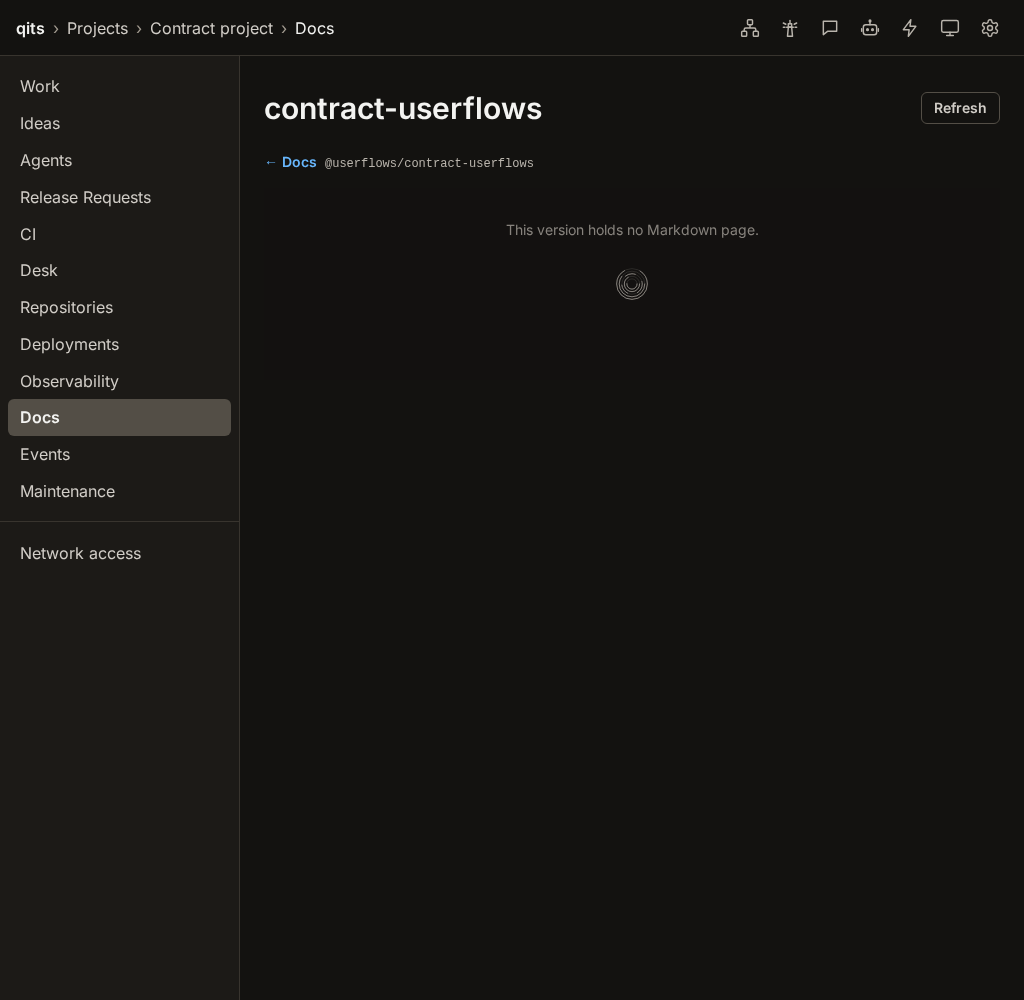 qits › Projects › Contract project › Docs
Work
Ideas
Agents
Release Requests
CI
Desk
Repositories
Deployments
Observability
Docs
Events
Maintenance
Network access
contract-userflows
Refresh
← Docs @userflows/contract-userflows
This version holds no Markdown page.